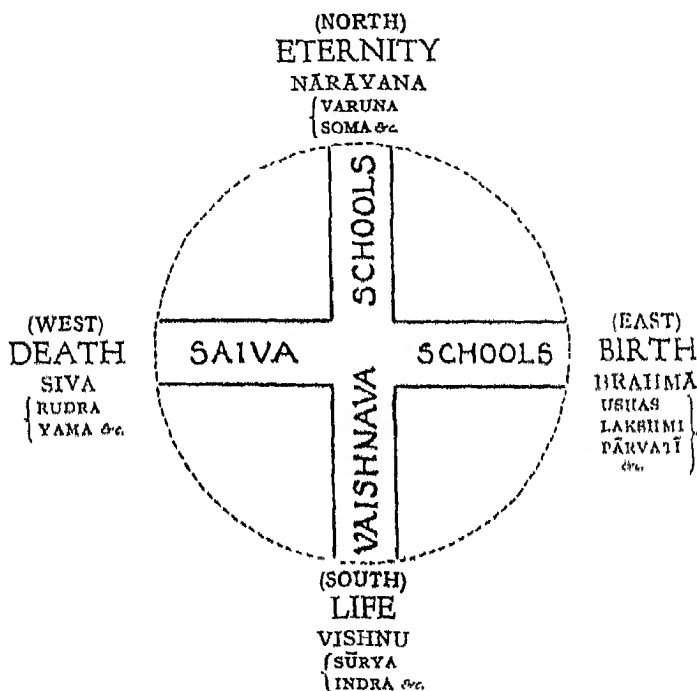 (NORTH)
ETERNITY
NĀRĀYANA
VARUNA
SOMA &c.
VAISHNAVA SCHOOLS
(WEST)
DEATH
SIVA
RUDRA
YAMA &c.
SAIVA SCHOOLS
(EAST)
BIRTH
BRAHMĀ
USHAS
LAKSHMI
PĀRVATĪ
&c.
(SOUTH)
LIFE
VISHNU
SŪRYA
INDRA &c.